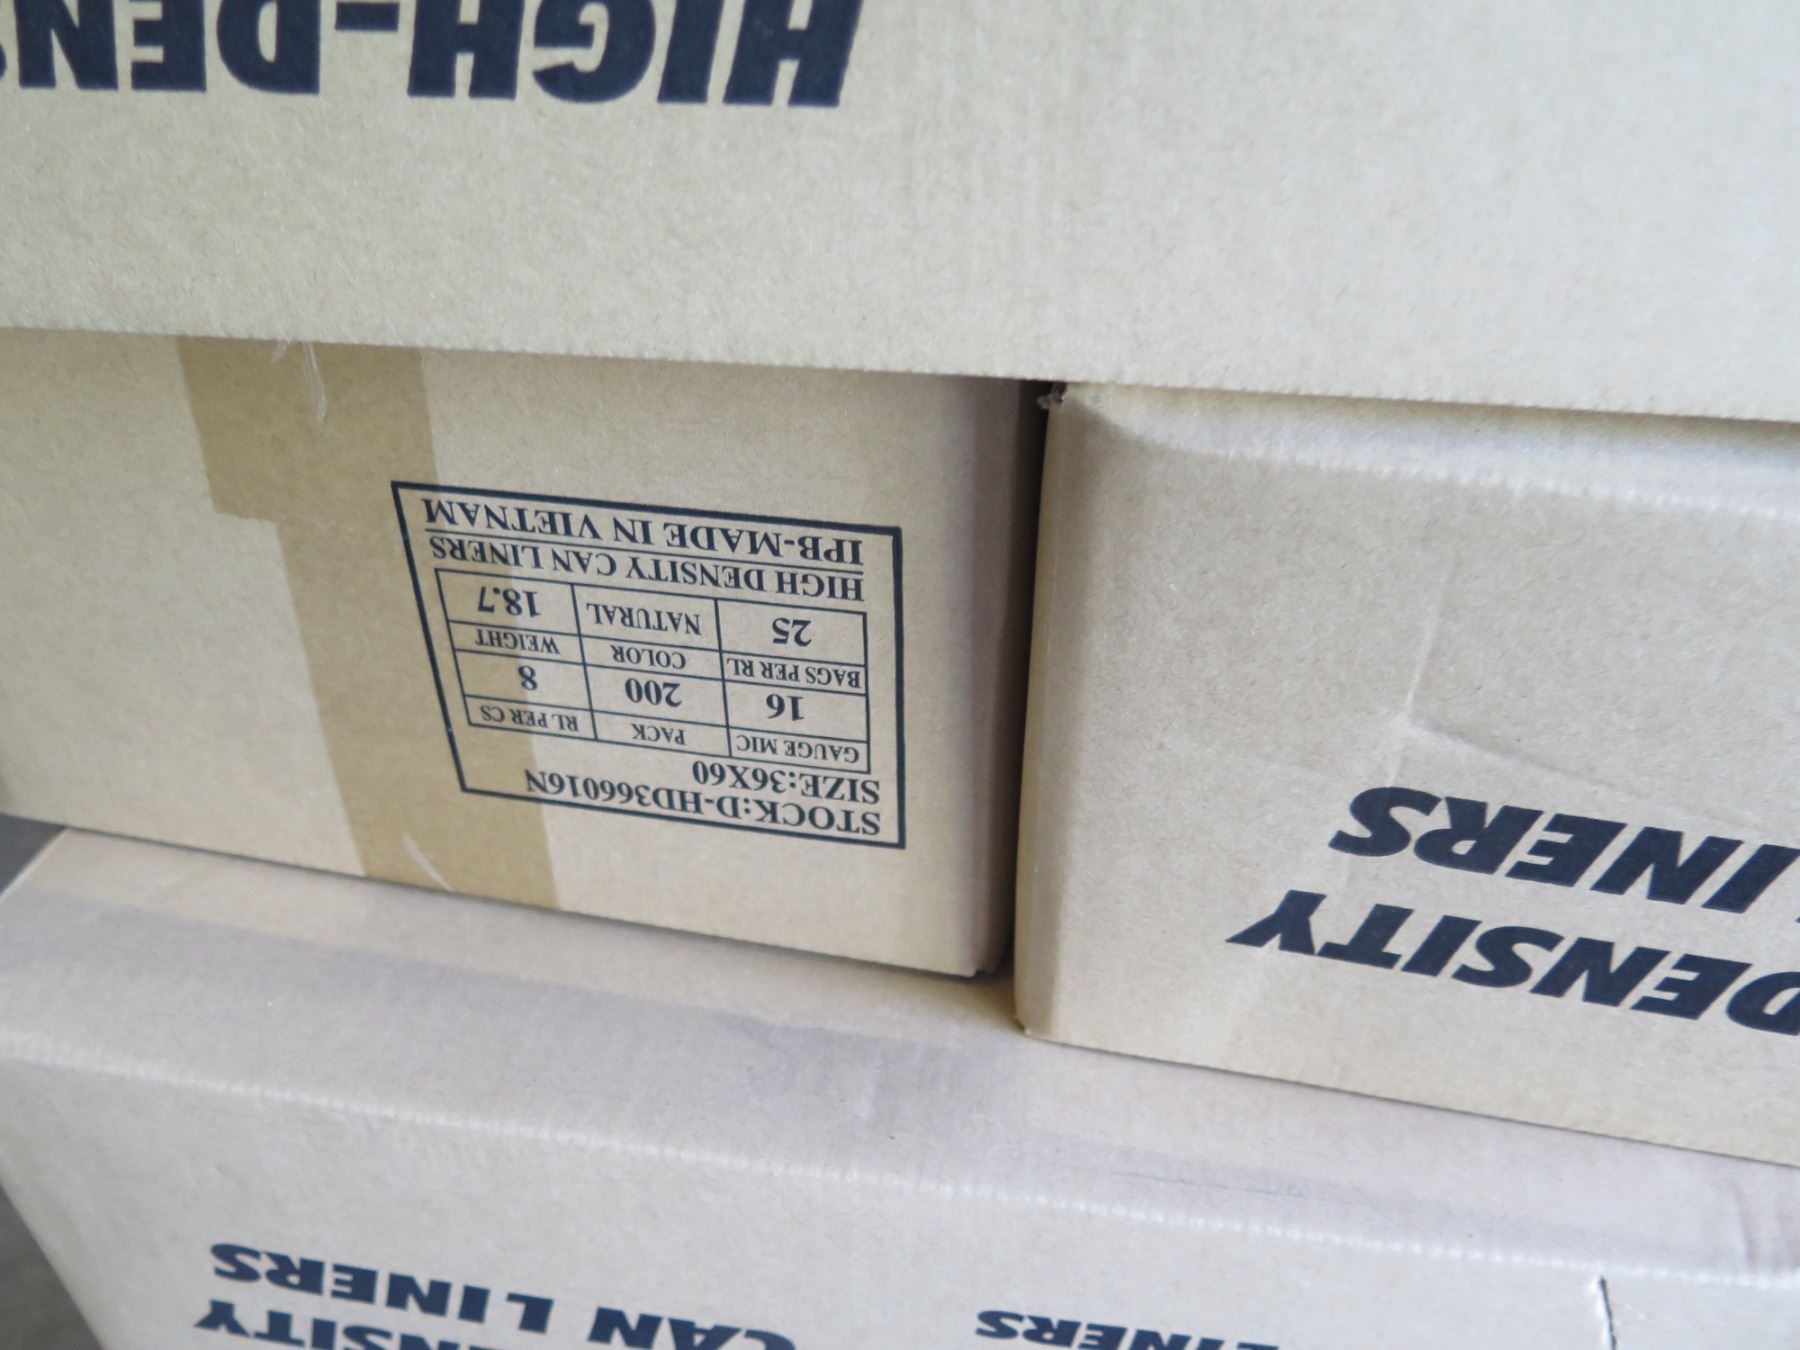 HIGH-DENS
STOCK:D-HD366016N
SIZE:36X60
GAUGE MIC PACK RL PER CS
16 200 8
BAGS PER RL COLOR WEIGHT
25 NATURAL 18.7
HIGH DENSITY CAN LINERS
IPB-MADE IN VIETNAM
DENSITY
LINERS
ENSITY
CAN LINERS
LINERS